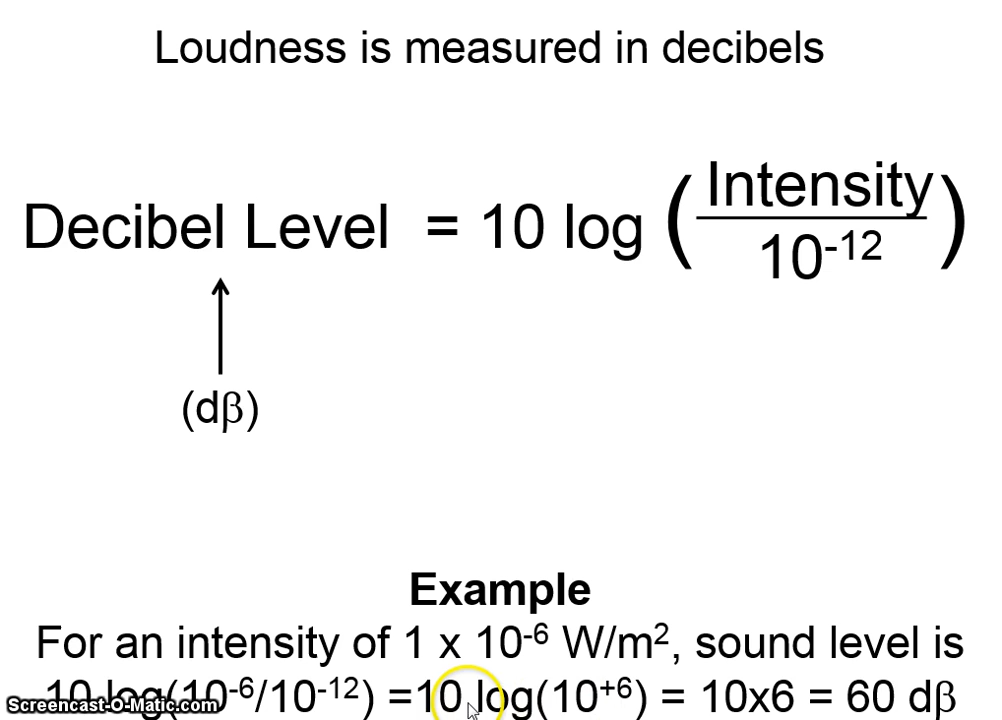 Loudness is measured in decibels
Decibel Level = 10 log (Intensity/10⁻¹²)
(dβ)
Example
For an intensity of 1 x 10⁻⁶ W/m², sound level is
10 log(10⁻⁶/10⁻¹²) =10 log(10⁺⁶) = 10x6 = 60 dβ
Screencast-O-Matic.com